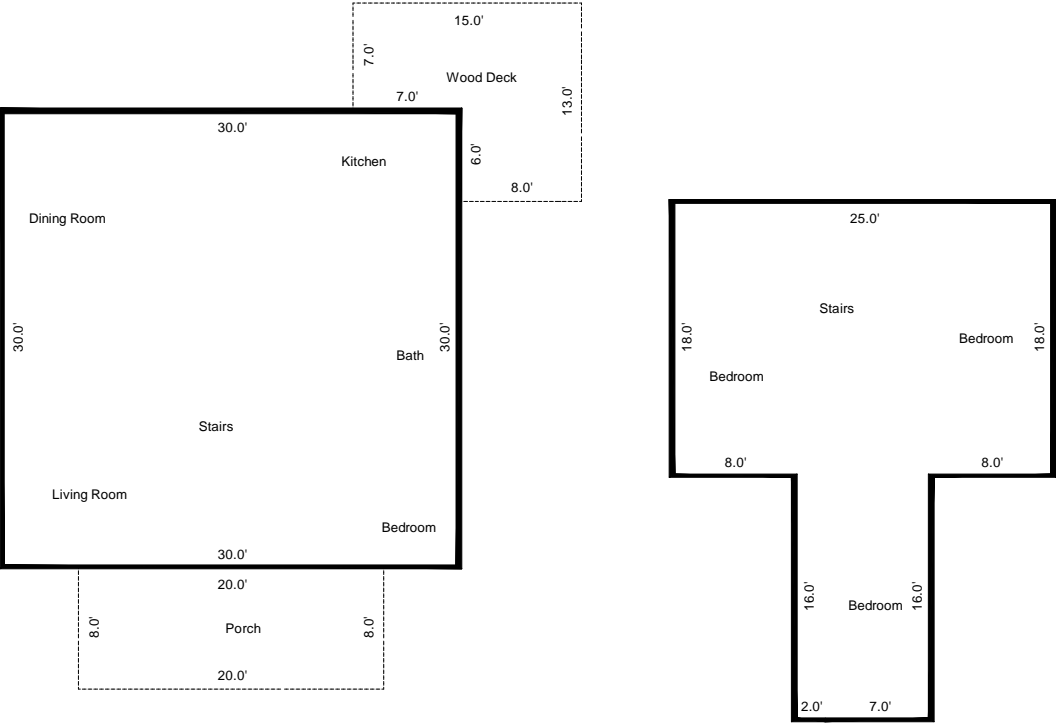 15.0'
7.0'
Wood Deck
7.0'
13.0'
30.0'
6.0'
Kitchen
8.0'
Dining Room
30.0'
30.0'
Bath
Stairs
Living Room
Bedroom
30.0'
20.0'
8.0'
Porch
8.0'
20.0'
25.0'
Stairs
18.0'
18.0'
Bedroom
Bedroom
8.0'
8.0'
16.0'
Bedroom
16.0'
2.0'
7.0'